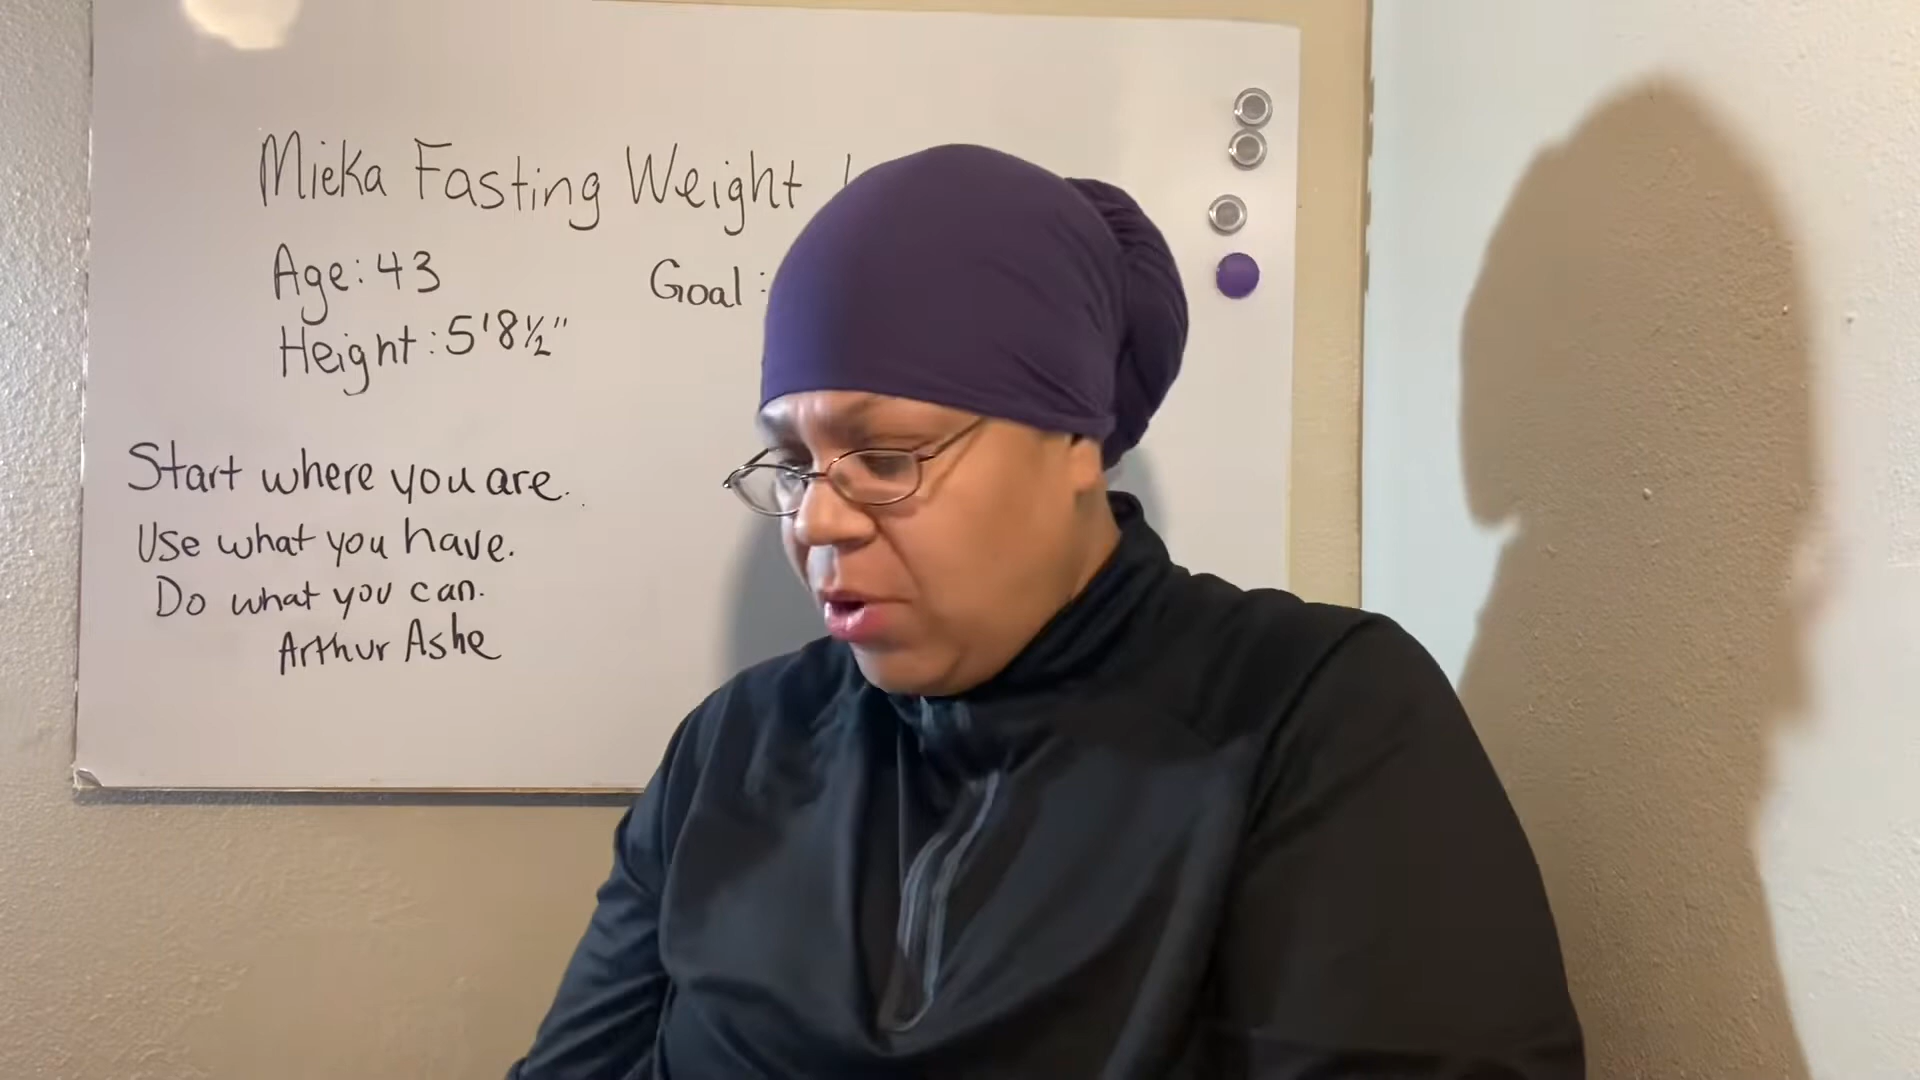 Mieka Fasting Weight
Age: 43
Goal:
Height: 5'8½"
Start where you are.
Use what you have.
Do what you can.
Arthur Ashe